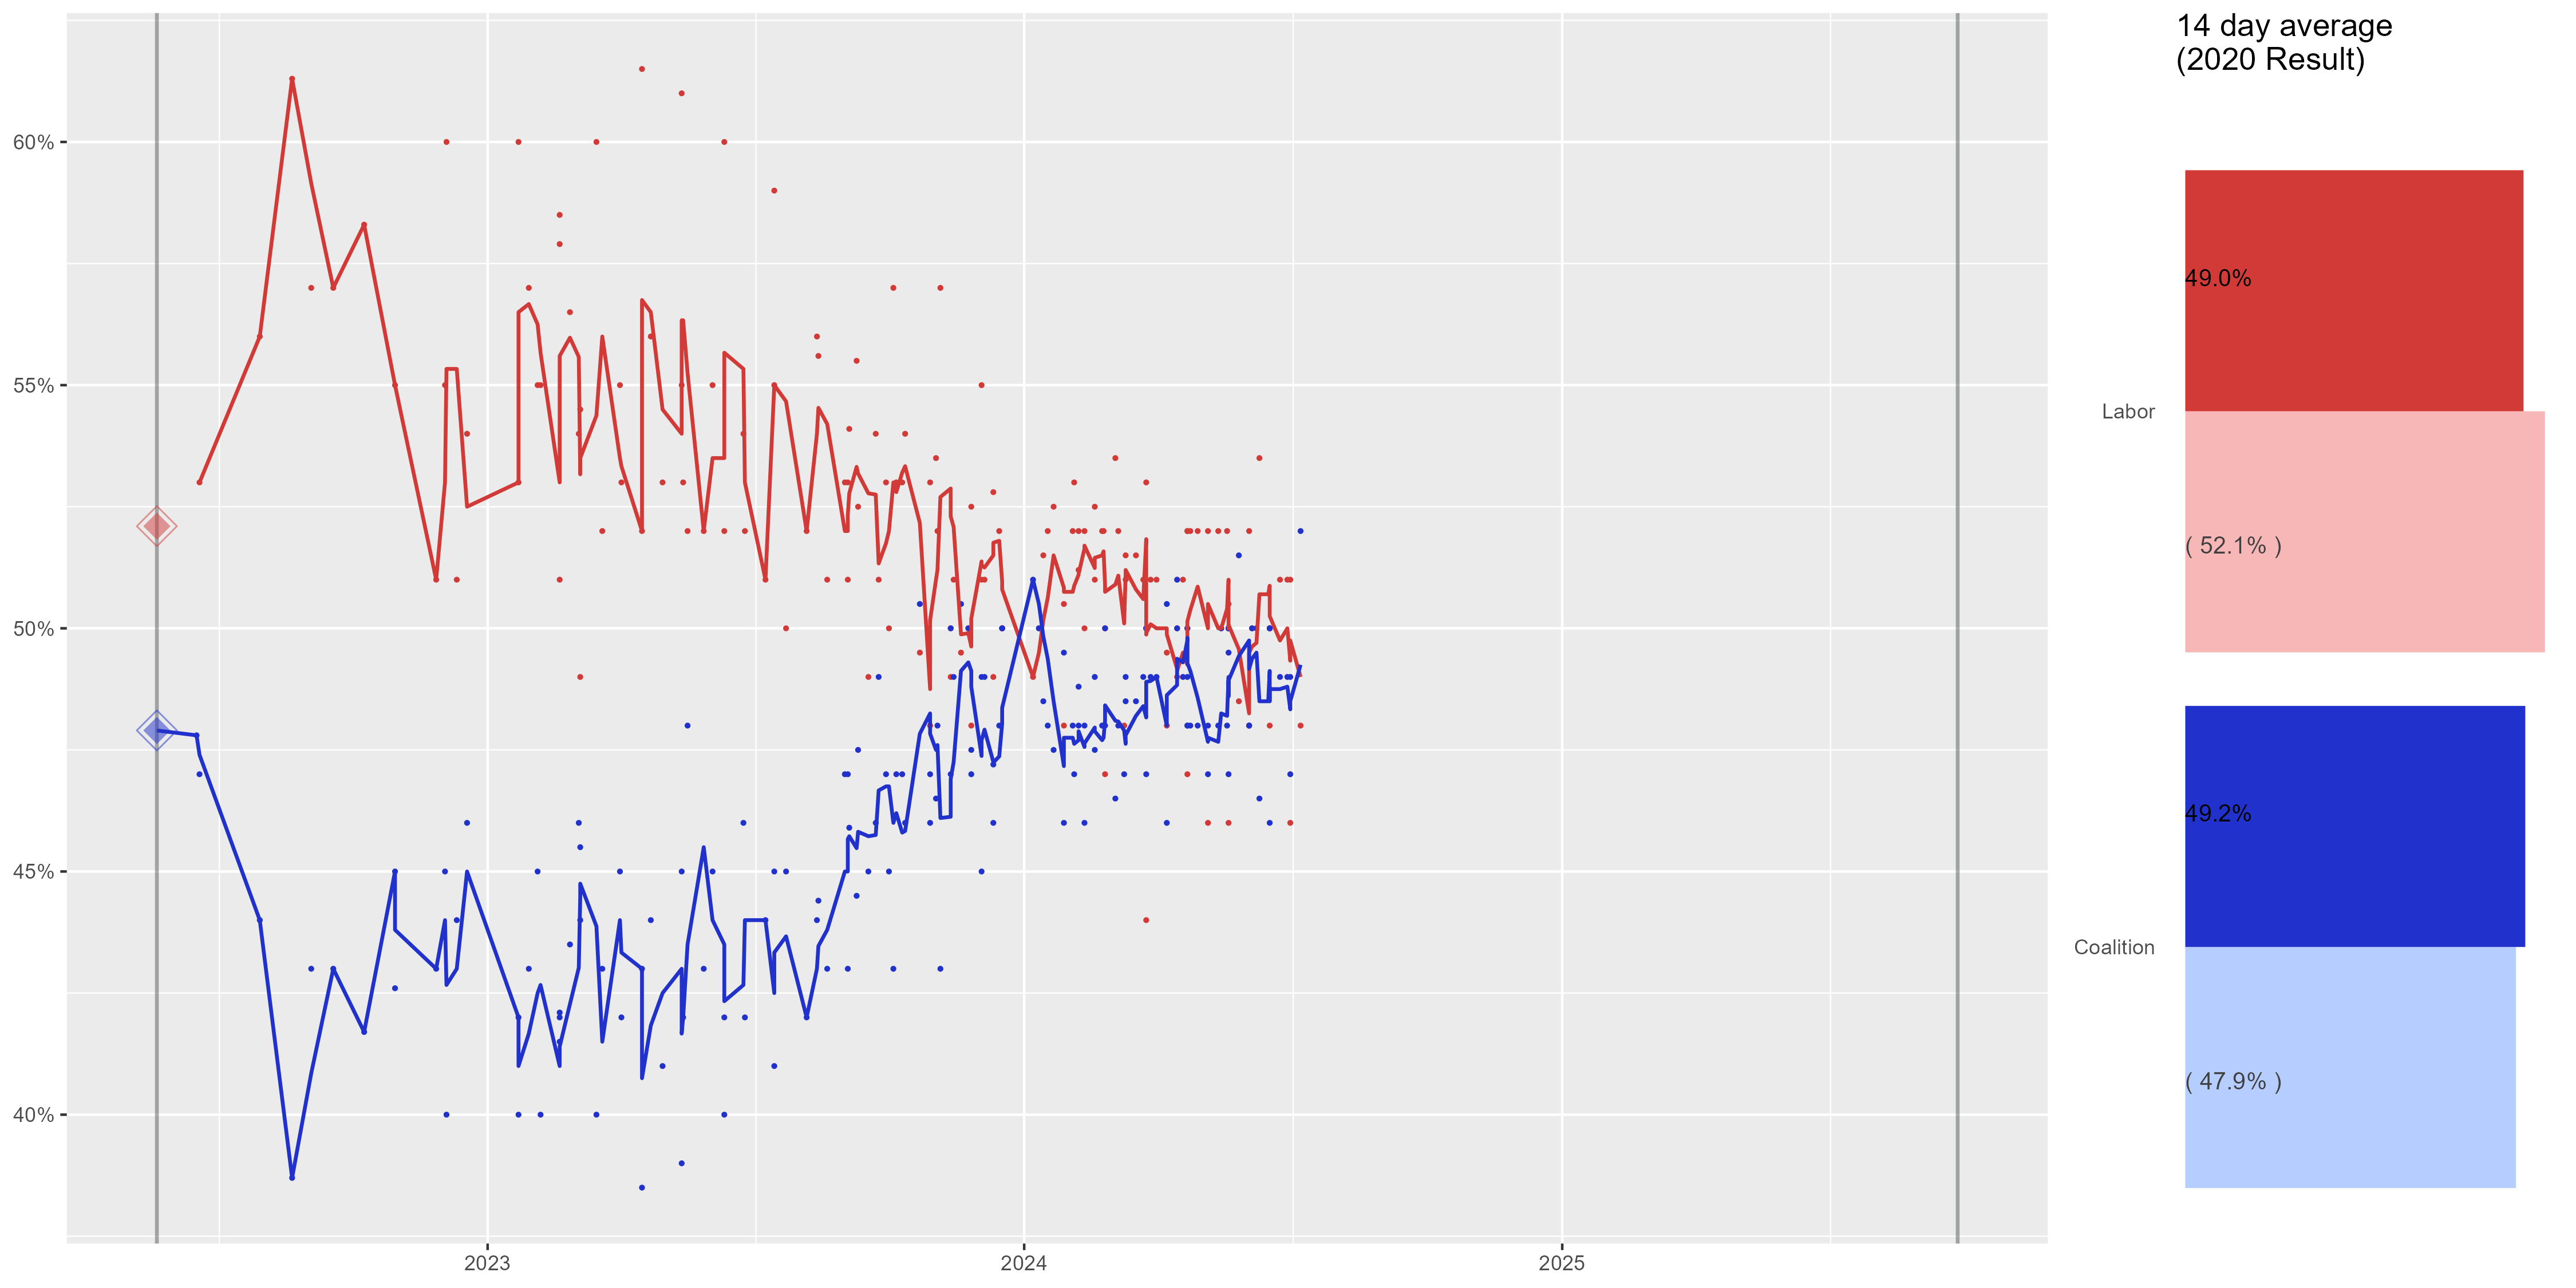 14 day average
(2020 Result)
60%
55%
50%
45%
40%
2023
2024
2025
Labor
49.0%
( 52.1% )
Coalition
49.2%
( 47.9% )